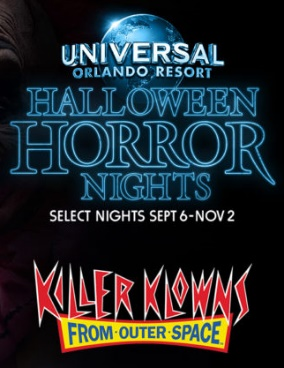 UNIVERSAL
ORLANDO RESORT
HALLOWEEN
HORROR
NIGHTS
SELECT NIGHTS SEPT 6-NOV 2
KILLER KLOWNS
FROM·OUTER·SPACE